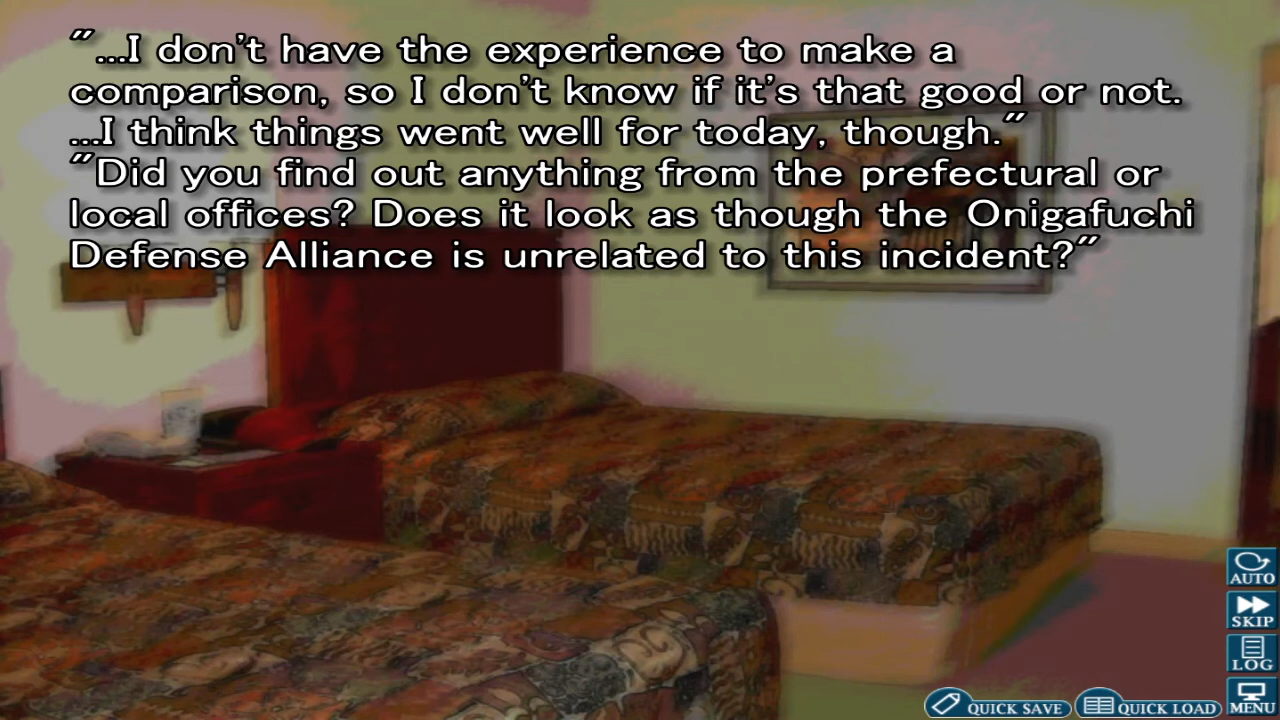 "...I don't have the experience to make a
comparison, so I don't know if it's that good or not.
...I think things went well for today, though."
"Did you find out anything from the prefectural or
local offices? Does it look as though the Onigafuchi
Defense Alliance is unrelated to this incident?"
AUTO
SKIP
LOG
MENU
QUICK SAVE
QUICK LOAD